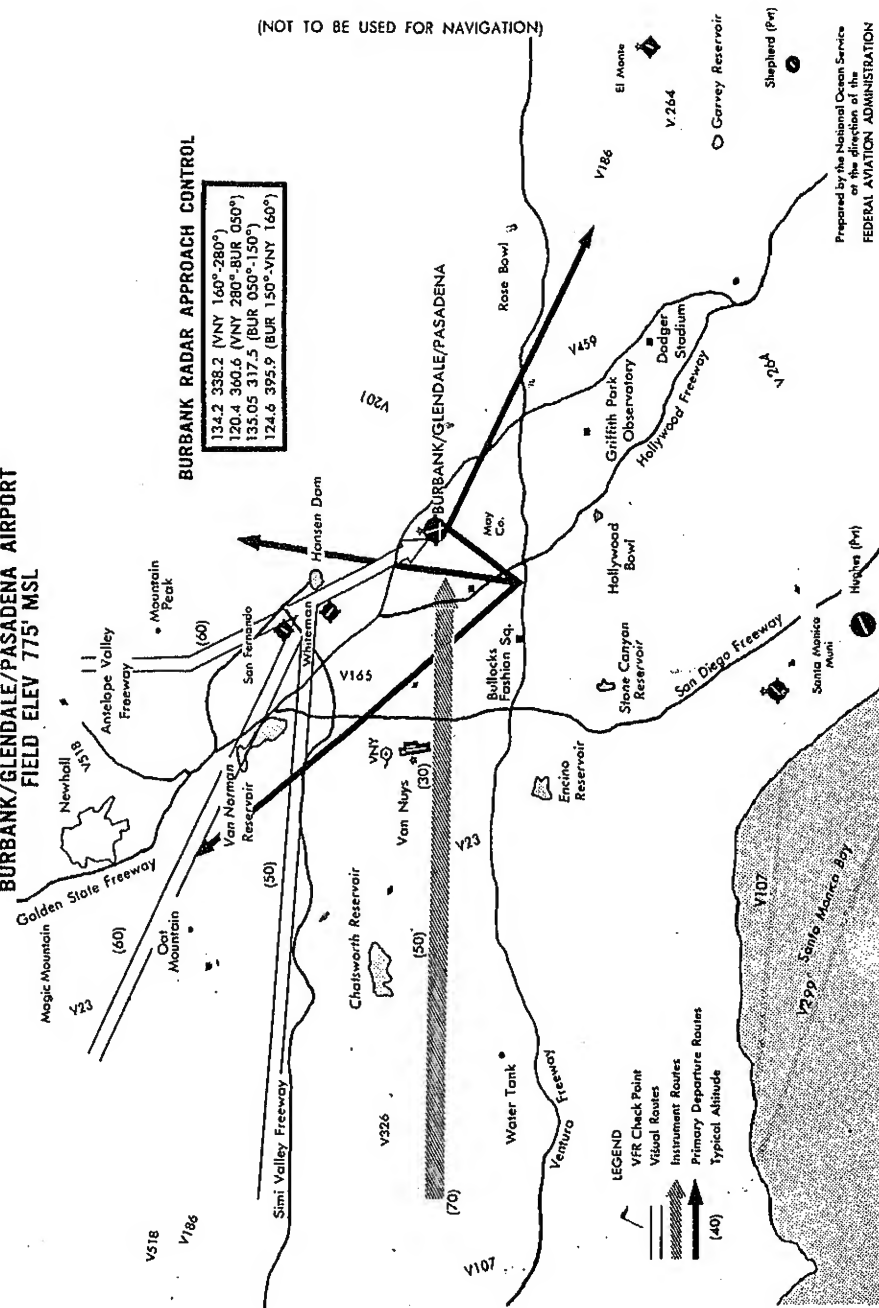 BURBANK/GLENDALE/PASADENA AIRPORT
FIELD ELEV 775' MSL
(NOT TO BE USED FOR NAVIGATION)
BURBANK RADAR APPROACH CONTROL
134.2 338.2 (VNY 160°-280°)
120.4 360.6 (VNY 280°-BUR 050°)
135.05 317.5 (BUR 050°-150°)
124.6 395.9 (BUR 150°-VNY 160°)
Magic Mountain
Golden State Freeway
Newhall
V518
Antelope Valley
Freeway
Mountain
Peak
(60)
V23
(60)
Oat
Mountain
Van Norman
Reservoir
San Fernando
Hansen Dam
Whiteman
(50)
V165
V201
Simi Valley Freeway
V518
V186
V326
Chatsworth Reservoir
(70)
(50)
(30)
VNY
Van Nuys
V23
BURBANK/GLENDALE/PASADENA
May
Co.
Bullocks
Fashion Sq.
Rose Bowl
V186
El Monte
V.264
Garvey Reservoir
Shepherd (Pvt)
V459
Dodger
Stadium
Griffith Park
Observatory
Hollywood Freeway
V264
Hollywood
Bowl
Stone Canyon
Reservoir
San Diego Freeway
Encino
Reservoir
Santa Monica
Muni
Hughes (Pvt)
Water Tank
Ventura Freeway
V107
V107
V299
Santa Monica Bay
LEGEND
VFR Check Point
Visual Routes
Instrument Routes
Primary Departure Routes
(40) Typical Altitude
Prepared by the National Ocean Service
at the direction of the
FEDERAL AVIATION ADMINISTRATION